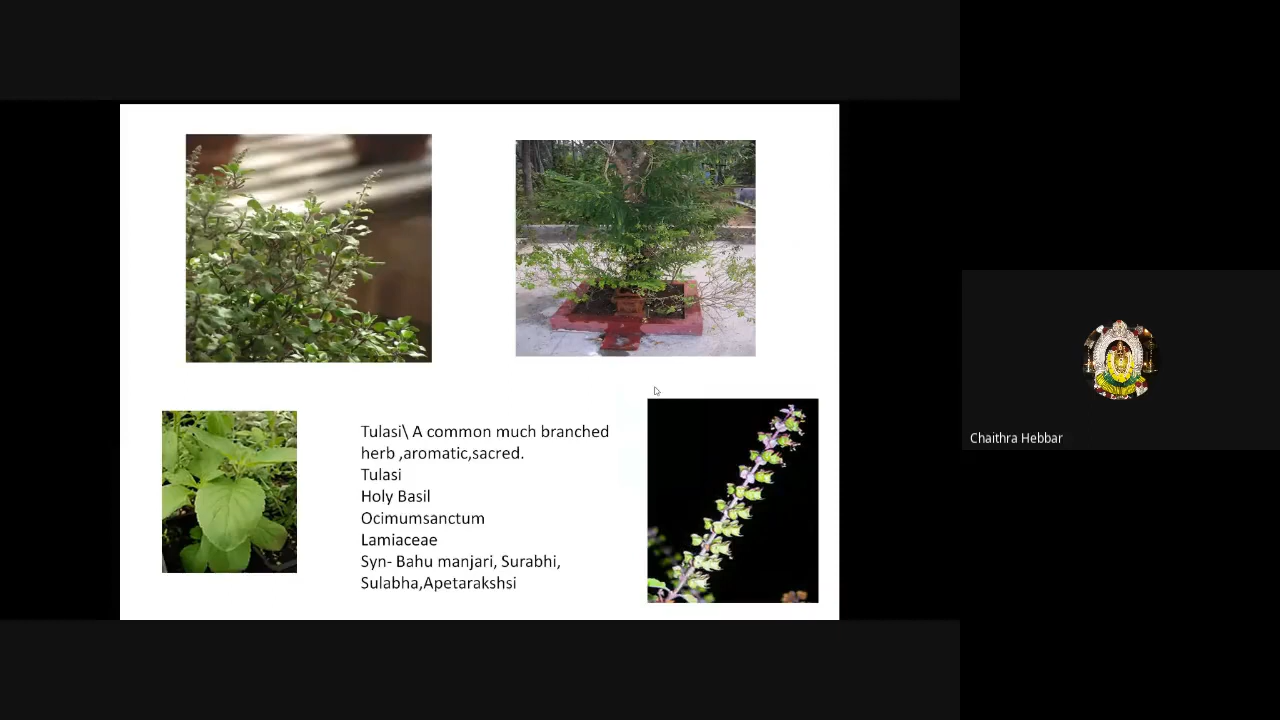 Tulasi\ A common much branched
herb ,aromatic,sacred.
Tulasi
Holy Basil
Ocimumsanctum
Lamiaceae
Syn- Bahu manjari, Surabhi,
Sulabha,Apetarakshsi
Chaithra Hebbar